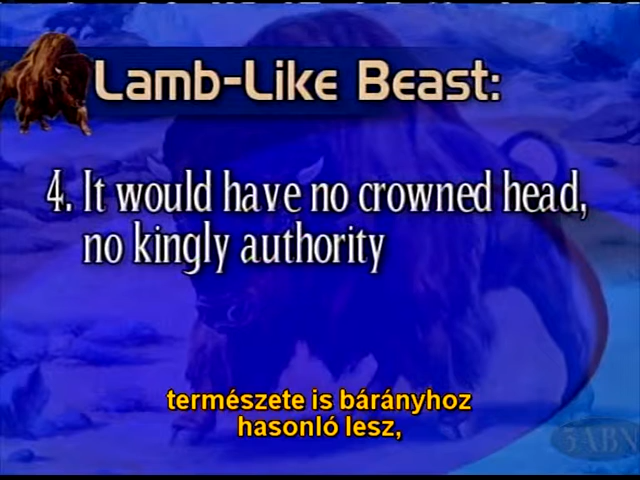 Lamb-Like Beast:
4. It would have no crowned head,
no kingly authority
természete is bárányhoz
hasonló lesz,
3ABN